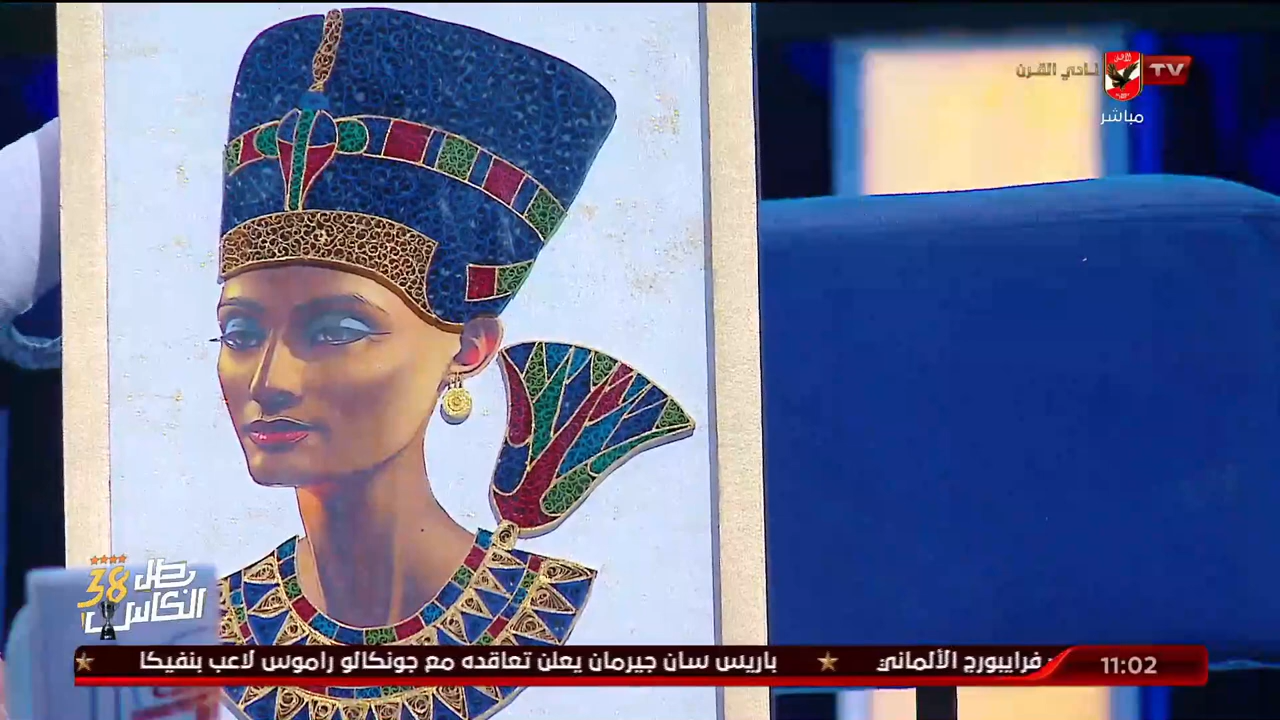 نادي القرن TV
مباشر
بطل 38 الكاس
11:02 فرايبورج الألماني ★ باريس سان جيرمان يعلن تعاقده مع جونكالو راموس لاعب بنفيكا ★